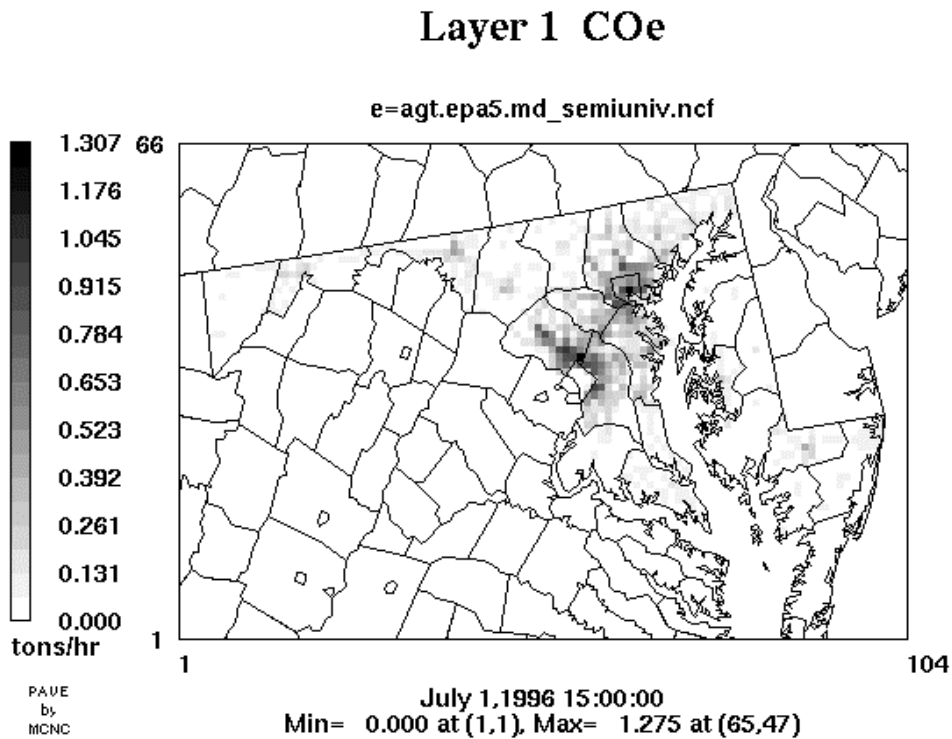 Layer 1 COe
e=agt.epa5.md_semiuniv.ncf
1.307
1.176
1.045
0.915
0.784
0.653
0.523
0.392
0.261
0.131
0.000
tons/hr
66
1
1
104
PAVE
by
MCNC
July 1,1996 15:00:00
Min= 0.000 at (1,1), Max= 1.275 at (65,47)